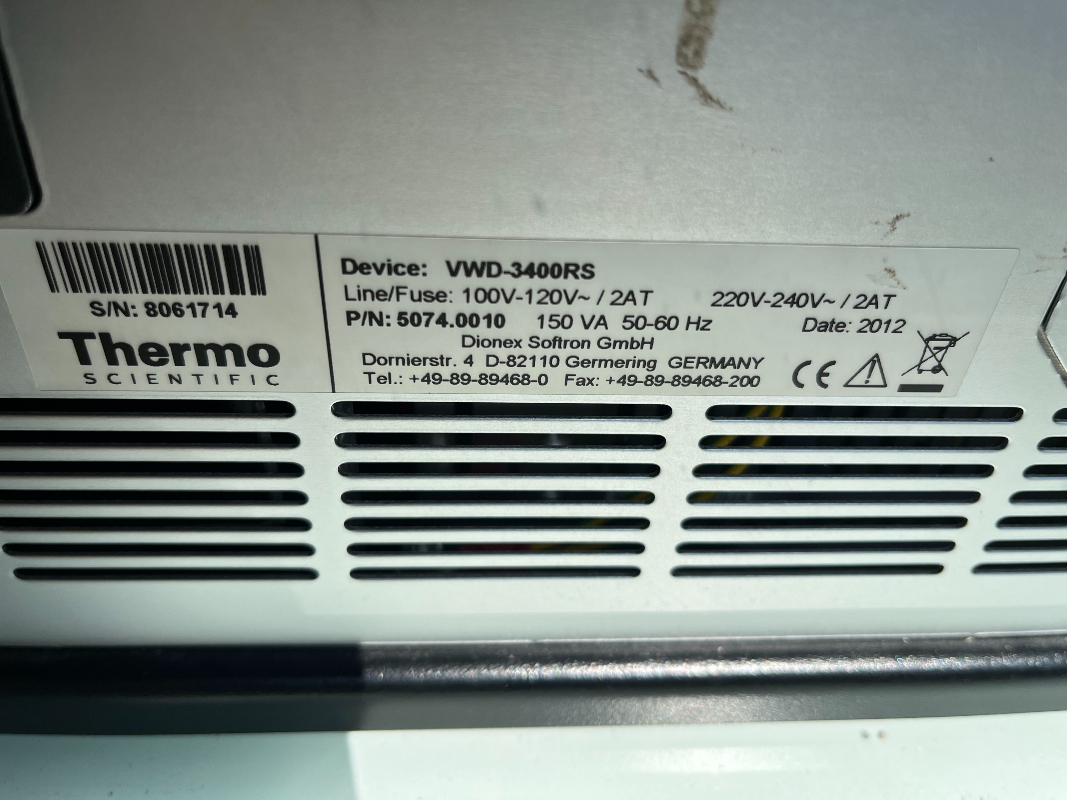 S/N: 8061714
Thermo
SCIENTIFIC
Device: VWD-3400RS
Line/Fuse: 100V-120V~ / 2AT 220V-240V~ / 2AT
P/N: 5074.0010 150 VA 50-60 Hz Date: 2012
Dionex Softron GmbH
Dornierstr. 4 D-82110 Germering GERMANY
Tel.: +49-89-89468-0 Fax: +49-89-89468-200
CE